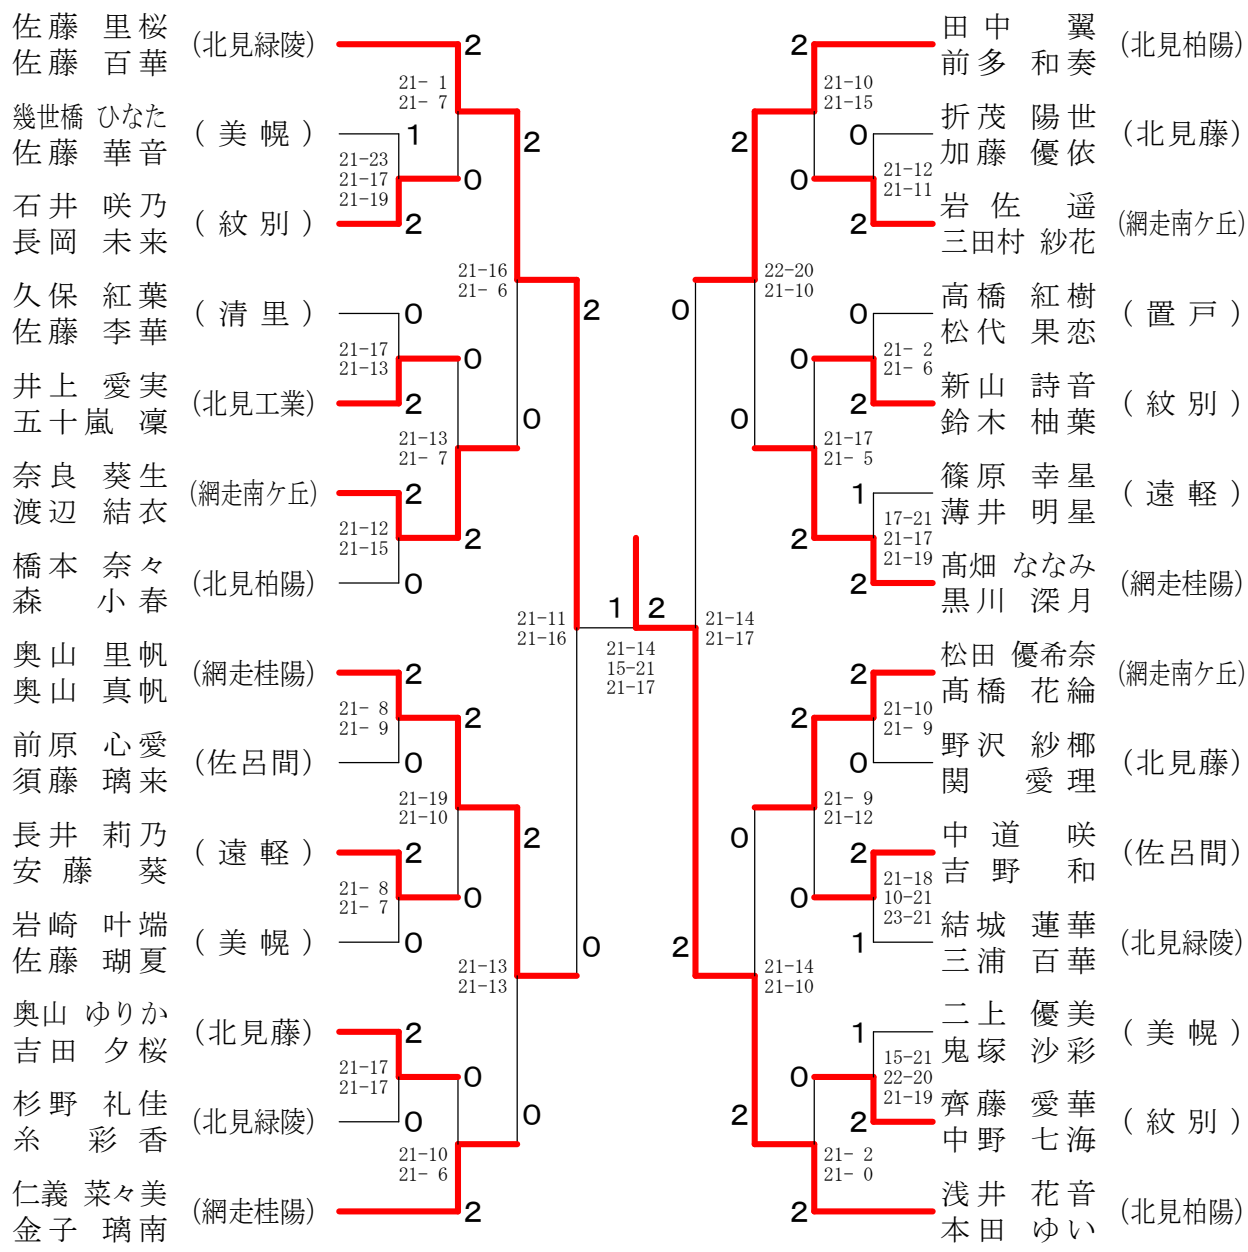 佐藤 里桜
佐藤 百華
(北見緑陵)
2
21- 1
21- 7
幾世橋 ひなた
佐藤 華音
(美幌)
1
2
21-23
21-17
21-19
0
石井 咲乃
長岡 未来
(紋別)
2
21-16
21- 6
久保 紅葉
佐藤 李華
(清里)
0
2
21-17
21-13
0
井上 愛実
五十嵐 凜
(北見工業)
2
0
21-13
21- 7
奈良 葵生
渡辺 結衣
(網走南ケ丘)
2
21-12
21-15
2
橋本 奈々
森 小春
(北見柏陽)
0
21-11
21-16
奥山 里帆
奥山 真帆
(網走桂陽)
2
21- 8
21- 9
2
前原 心愛
須藤 璃来
(佐呂間)
0
21-19
21-10
2
長井 莉乃
安藤 葵
(遠軽)
2
21- 8
21- 7
0
岩崎 叶端
佐藤 瑚夏
(美幌)
0
0
21-13
21-13
奥山 ゆりか
吉田 夕桜
(北見藤)
2
21-17
21-17
0
杉野 礼佳
糸 彩香
(北見緑陵)
0
0
21-10
21- 6
仁義 菜々美
金子 璃南
(網走桂陽)
2
1 2
21-14
15-21
21-17
2
田中 翼
前多 和奏
(北見柏陽)
21-10
21-15
2
0
折茂 陽世
加藤 優依
(北見藤)
21-12
21-11
0
2
岩佐 遥
三田村 紗花
(網走南ケ丘)
22-20
21-10
0
0
高橋 紅樹
松代 果恋
(置戸)
0
21- 2
21- 6
2
新山 詩音
鈴木 柚葉
(紋別)
0
21-17
21- 5
1
篠原 幸星
薄井 明星
(遠軽)
2
17-21
21-17
21-19
2
髙畑 ななみ
黒川 深月
(網走桂陽)
21-14
21-17
2
松田 優希奈
髙橋 花綸
(網走南ケ丘)
2
21-10
21- 9
0
野沢 紗椰
関 愛理
(北見藤)
21- 9
21-12
0
2
中道 咲
吉野 和
(佐呂間)
0
21-18
10-21
23-21
1
結城 蓮華
三浦 百華
(北見緑陵)
2
21-14
21-10
1
二上 優美
鬼塚 沙彩
(美幌)
0
15-21
22-20
21-19
2
2
齊藤 愛華
中野 七海
(紋別)
21- 2
21- 0
2
浅井 花音
本田 ゆい
(北見柏陽)